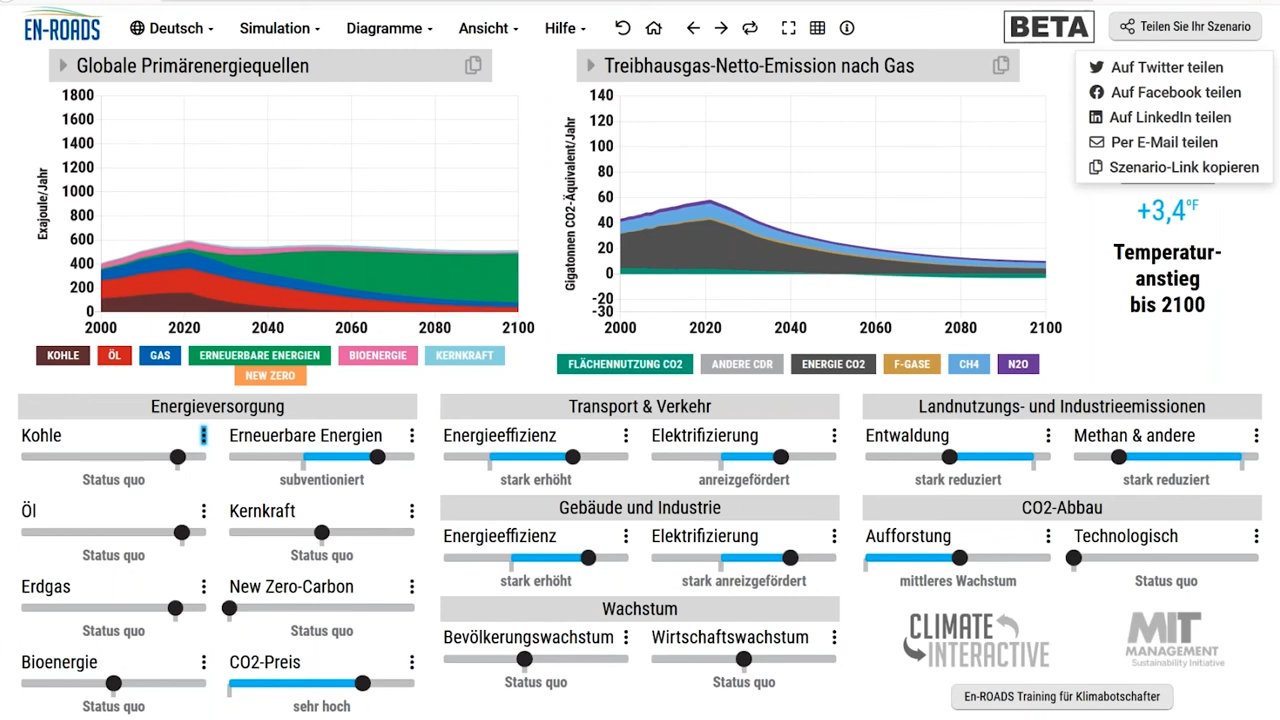 EN-ROADS
Deutsch
Simulation
Diagramme
Ansicht
Hilfe
BETA
Teilen Sie Ihr Szenario
Auf Twitter teilen
Auf Facebook teilen
Auf LinkedIn teilen
Per E-Mail teilen
Szenario-Link kopieren
Globale Primärenergiequellen
Exajoule/Jahr
1800
1600
1400
1200
1000
800
600
400
200
0
2000 2020 2040 2060 2080 2100
KOHLE ÖL GAS ERNEUERBARE ENERGIEN BIOENERGIE KERNKRAFT
NEW ZERO
Treibhausgas-Netto-Emission nach Gas
Gigatonnen CO2-Äquivalent/Jahr
140
120
100
80
60
40
20
0
-20
-30
2000 2020 2040 2060 2080 2100
FLÄCHENNUTZUNG CO2 ANDERE CDR ENERGIE CO2 F-GASE CH4 N2O
+3,4°F
Temperatur-
anstieg
bis 2100
Energieversorgung
Kohle
Status quo
Erneuerbare Energien
subventioniert
Öl
Status quo
Kernkraft
Status quo
Erdgas
Status quo
New Zero-Carbon
Status quo
Bioenergie
Status quo
CO2-Preis
sehr hoch
Transport & Verkehr
Energieeffizienz
stark erhöht
Elektrifizierung
anreizgefördert
Gebäude und Industrie
Energieeffizienz
stark erhöht
Elektrifizierung
stark anreizgefördert
Wachstum
Bevölkerungswachstum
Status quo
Wirtschaftswachstum
Status quo
Landnutzungs- und Industrieemissionen
Entwaldung
stark reduziert
Methan & andere
stark reduziert
CO2-Abbau
Aufforstung
mittleres Wachstum
Technologisch
Status quo
CLIMATE
INTERACTIVE
MIT
MANAGEMENT
Sustainability Initiative
En-ROADS Training für Klimabotschafter